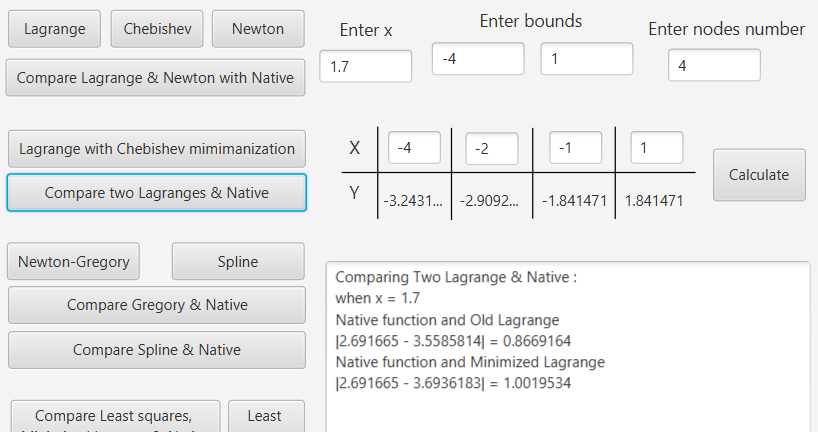 Lagrange Chebishev Newton
Enter x Enter bounds Enter nodes number
1.7 -4 1 4
Compare Lagrange & Newton with Native
Lagrange with Chebishev mimimanization
Compare two Lagranges & Native
X -4 -2 -1 1
Y -3.2431... -2.9092... -1.841471 1.841471
Calculate
Newton-Gregory Spline
Compare Gregory & Native
Compare Spline & Native
Compare Least squares,
Least
Comparing Two Lagrange & Native :
when x = 1.7
Native function and Old Lagrange
|2.691665 - 3.5585814| = 0.8669164
Native function and Minimized Lagrange
|2.691665 - 3.6936183| = 1.0019534